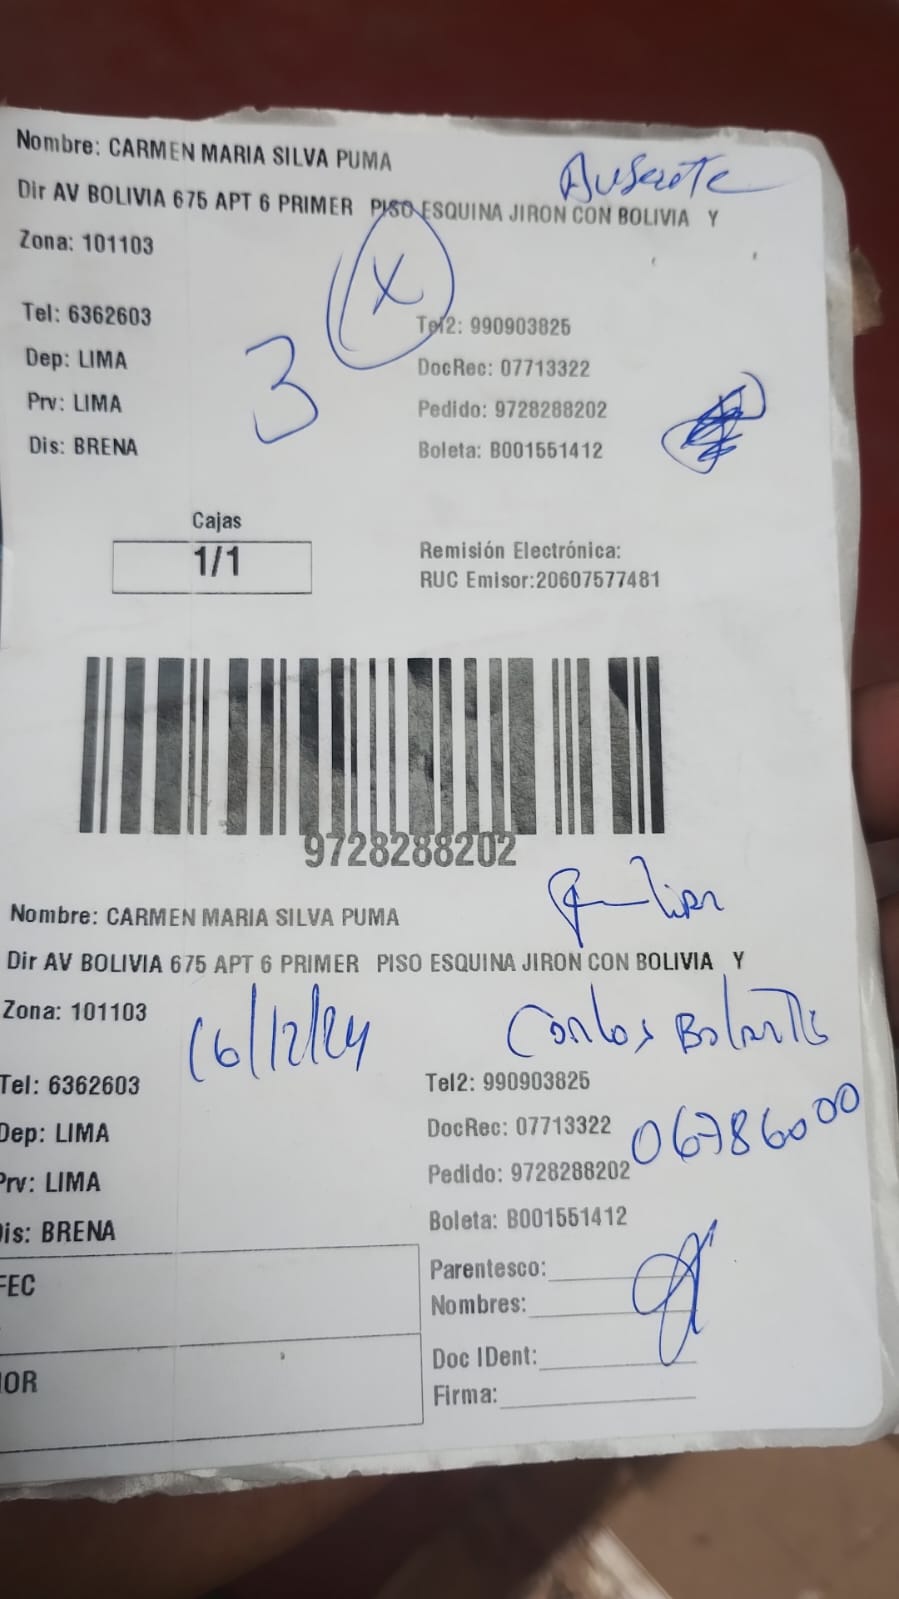 Nombre: CARMEN MARIA SILVA PUMA
Ausente
Dir AV BOLIVIA 675 APT 6 PRIMER PISO ESQUINA JIRON CON BOLIVIA Y
Zona: 101103
X
Tel: 6362603
Tel2: 990903825
3
Dep: LIMA
DocRec: 07713322
Prv: LIMA
Pedido: 9728288202
Dis: BRENA
Boleta: B001551412
Cajas
1/1
Remisión Electrónica:
RUC Emisor:20607577481
9728288202
Nombre: CARMEN MARIA SILVA PUMA
Dir AV BOLIVIA 675 APT 6 PRIMER PISO ESQUINA JIRON CON BOLIVIA Y
Zona: 101103
16/12/24
Carlos
Tel: 6362603
Tel2: 990903825
Dep: LIMA
DocRec: 07713322
Prv: LIMA
Pedido: 9728288202
Dis: BRENA
Boleta: B001551412
FEC
Parentesco:
Nombres:
Doc IDent:
IOR
Firma: